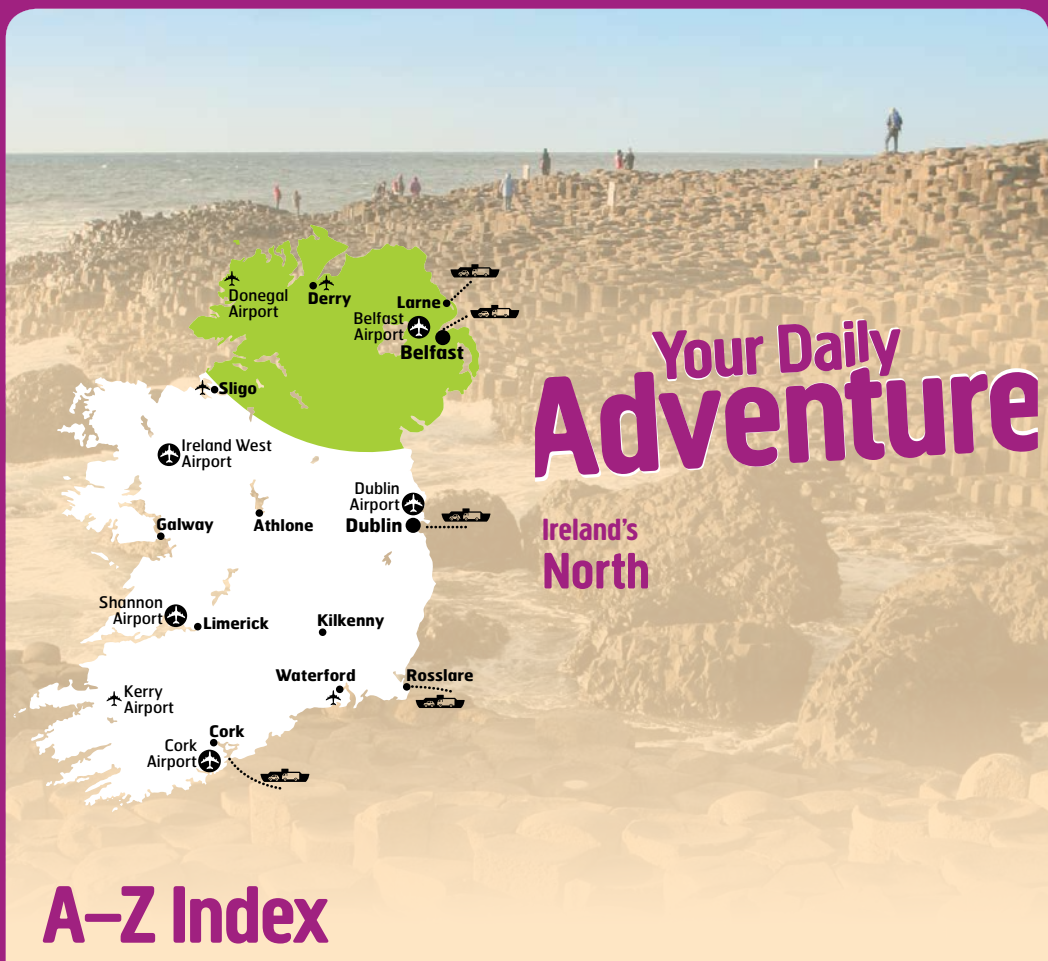 Donegal
Airport
Derry
Larne
Belfast
Airport
Belfast
Sligo
Ireland West
Airport
Dublin
Airport
Dublin
Galway
Athlone
Shannon
Airport
Limerick
Kilkenny
Waterford
Rosslare
Kerry
Airport
Cork
Cork
Airport
Your Daily
Adventure
Ireland's
North
A–Z Index